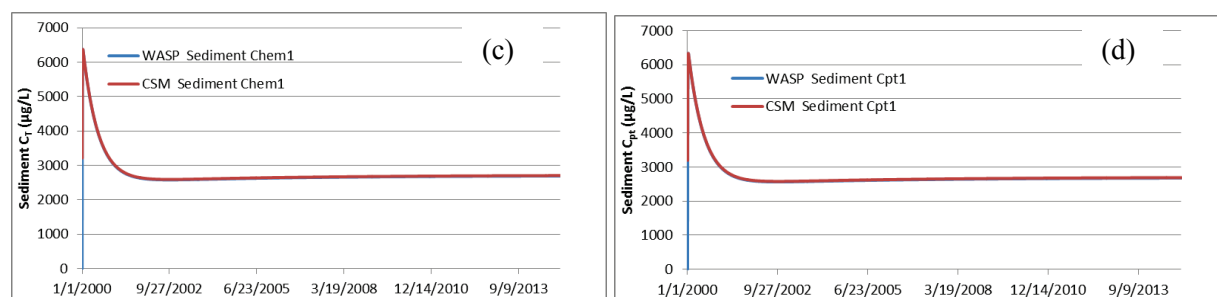 7000
6000
5000
4000
3000
2000
1000
0
Sediment C_T (µg/L)
WASP Sediment Chem1
CSM Sediment Chem1
(c)
1/1/2000 9/27/2002 6/23/2005 3/19/2008 12/14/2010 9/9/2013
7000
6000
5000
4000
3000
2000
1000
0
Sediment C_pt (µg/L)
WASP Sediment Cpt1
CSM Sediment Cpt1
(d)
1/1/2000 9/27/2002 6/23/2005 3/19/2008 12/14/2010 9/9/2013